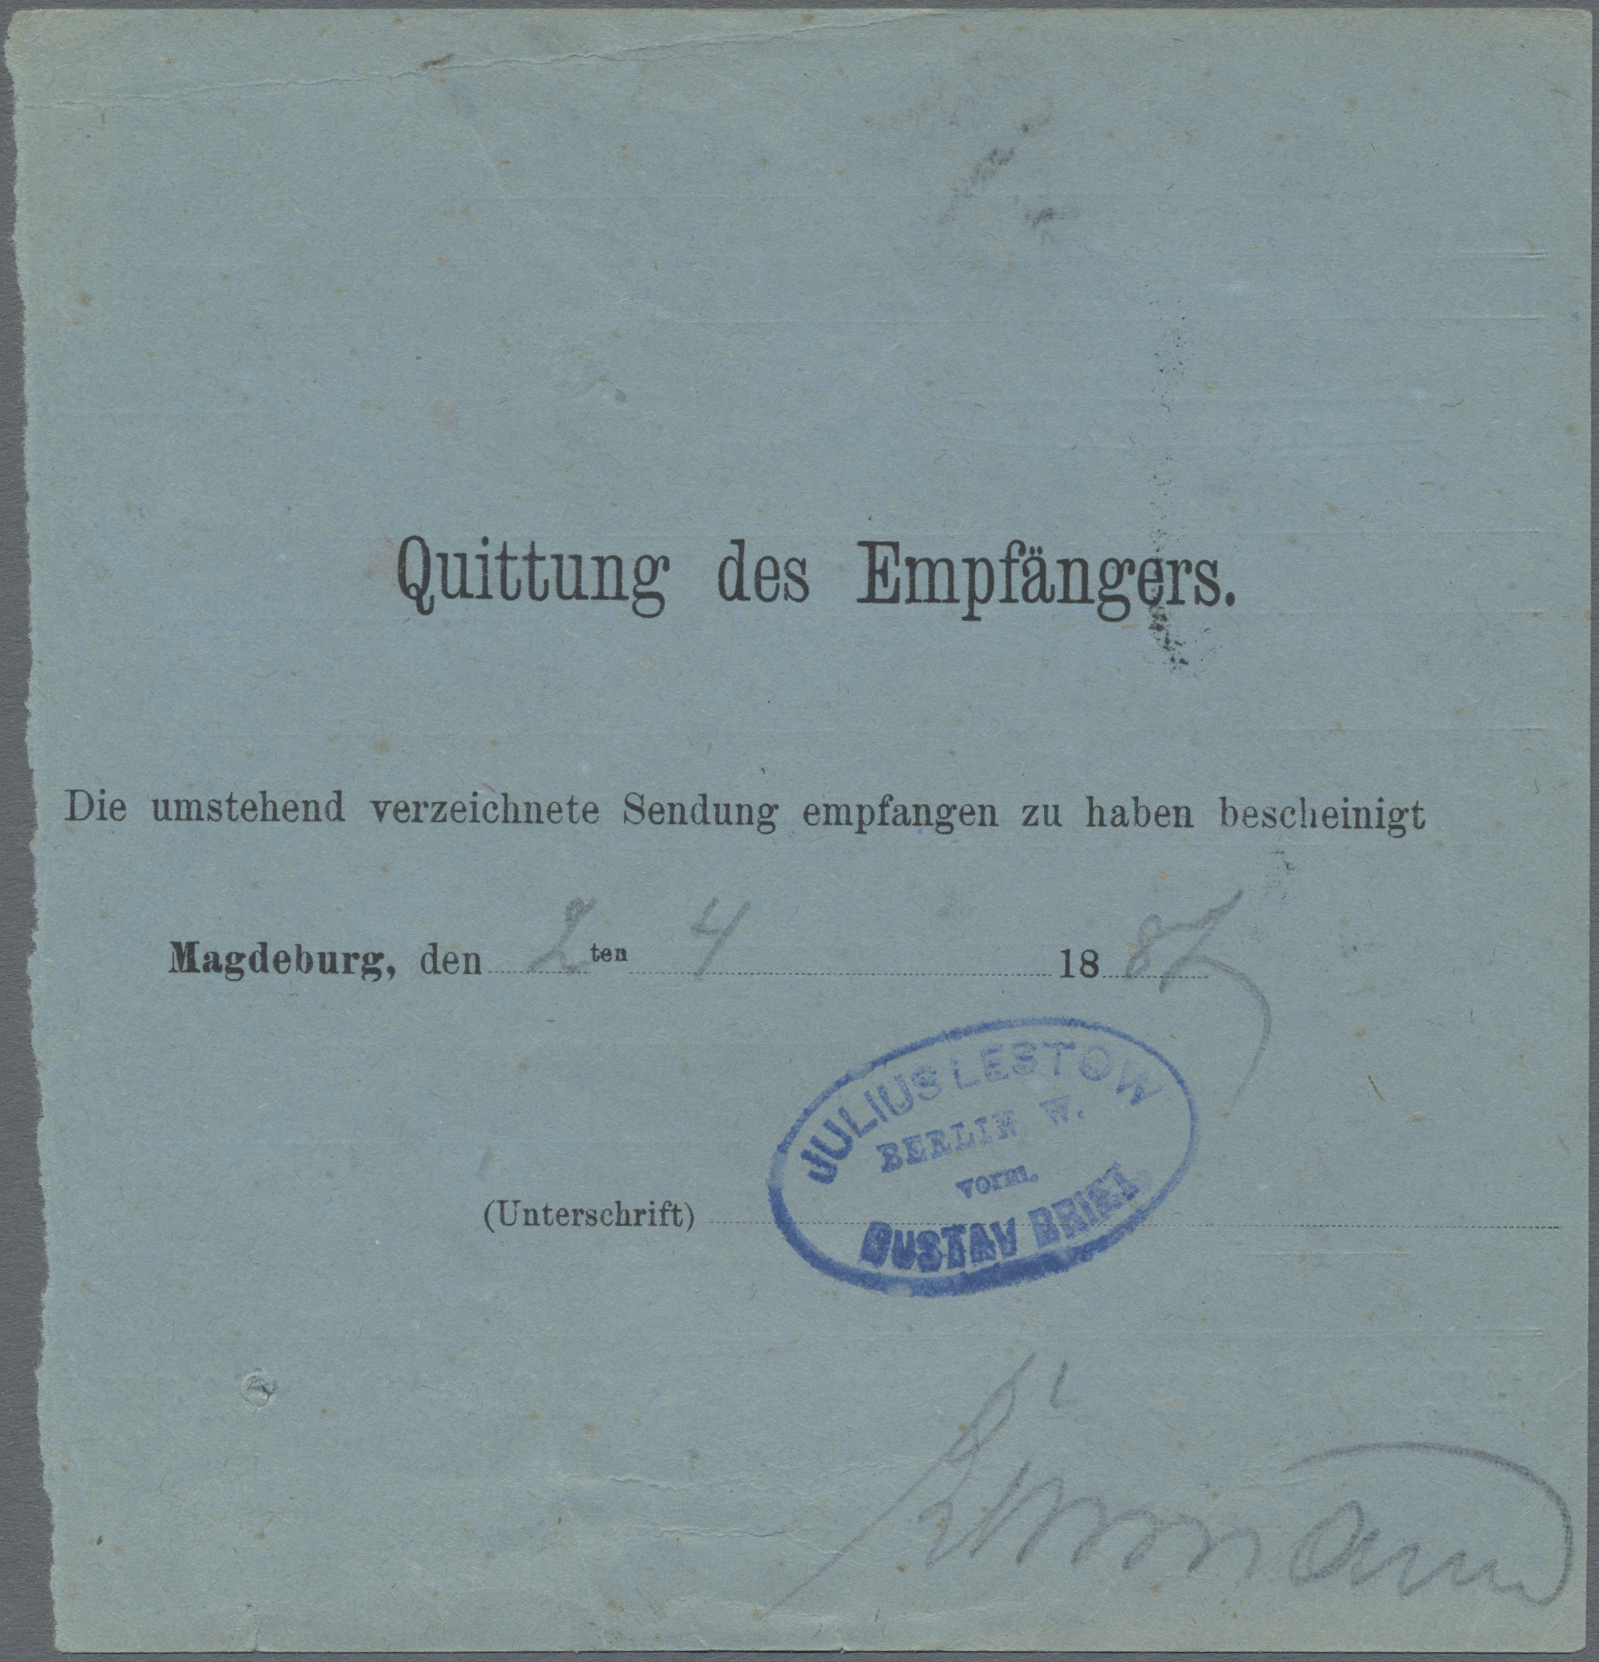 Quittung des Empfängers.
Die umstehend verzeichnete Sendung empfangen zu haben bescheinigt
Magdeburg, den 2ten 4 1887
JULIUS LESTOW
BERLIN W.
vorm.
GUSTAV
(Unterschrift)